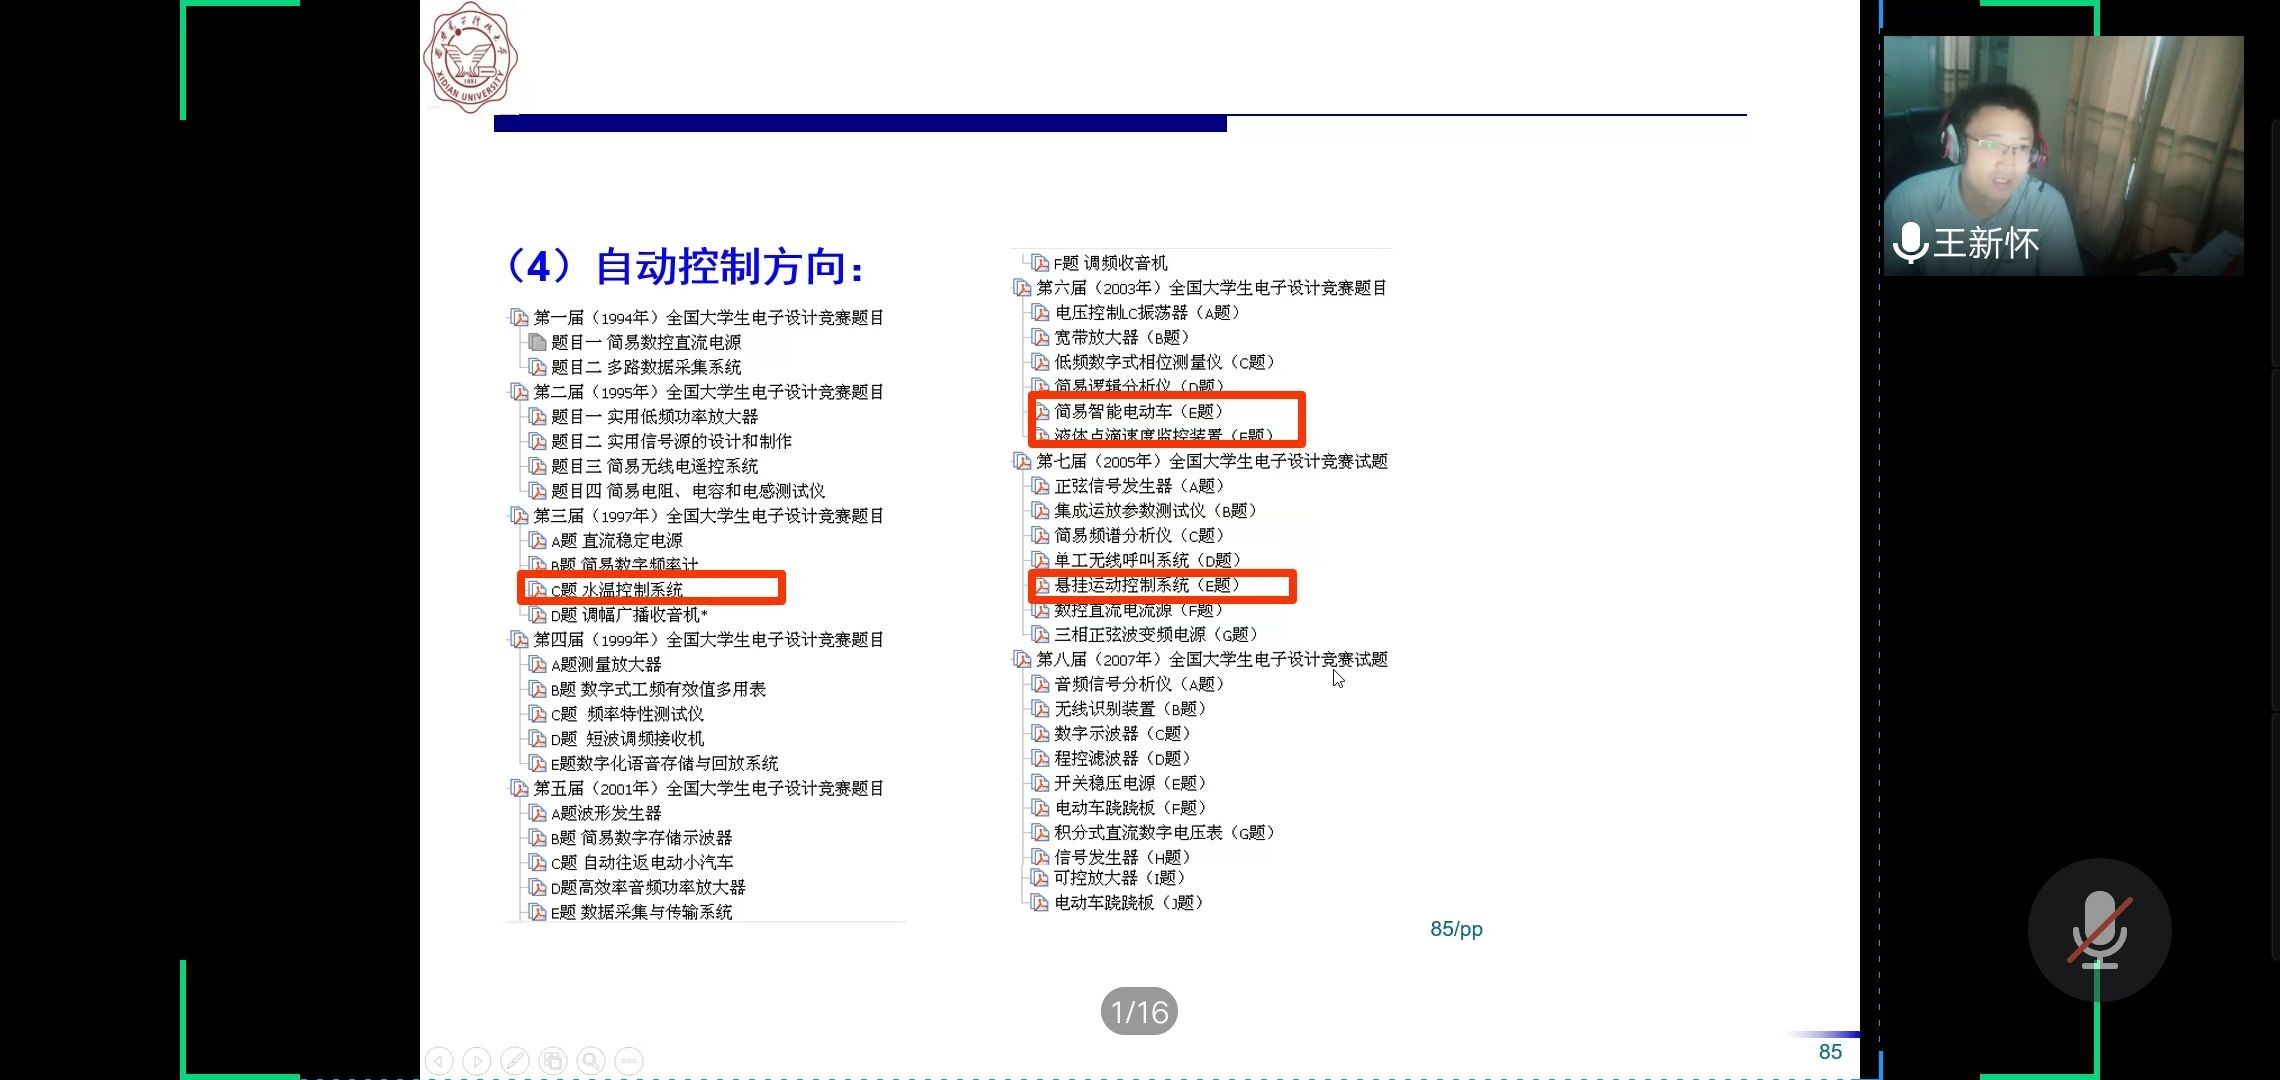 XIDIAN UNIVERSITY
1931
（4）自动控制方向：
第一届（1994年）全国大学生电子设计竞赛题目
题目一 简易数控直流电源
题目二 多路数据采集系统
第二届（1995年）全国大学生电子设计竞赛题目
题目一 实用低频功率放大器
题目二 实用信号源的设计和制作
题目三 简易无线电遥控系统
题目四 简易电阻、电容和电感测试仪
第三届（1997年）全国大学生电子设计竞赛题目
A题 直流稳定电源
B题 简易数字频率计
C题 水温控制系统
D题 调幅广播收音机*
第四届（1999年）全国大学生电子设计竞赛题目
A题测量放大器
B题 数字式工频有效值多用表
C题 频率特性测试仪
D题 短波调频接收机
E题数字化语音存储与回放系统
第五届（2001年）全国大学生电子设计竞赛题目
A题波形发生器
B题 简易数字存储示波器
C题 自动往返电动小汽车
D题高效率音频功率放大器
E题 数据采集与传输系统
F题 调频收音机
第六届（2003年）全国大学生电子设计竞赛题目
电压控制LC振荡器（A题）
宽带放大器（B题）
低频数字式相位测量仪（C题）
简易逻辑分析仪（D题）
简易智能电动车（E题）
液体点滴速度监控装置（F题）
第七届（2005年）全国大学生电子设计竞赛试题
正弦信号发生器（A题）
集成运放参数测试仪（B题）
简易频谱分析仪（C题）
单工无线呼叫系统（D题）
悬挂运动控制系统（E题）
数控直流电流源（F题）
三相正弦波变频电源（G题）
第八届（2007年）全国大学生电子设计竞赛试题
音频信号分析仪（A题）
无线识别装置（B题）
数字示波器（C题）
程控滤波器（D题）
开关稳压电源（E题）
电动车跷跷板（F题）
积分式直流数字电压表（G题）
信号发生器（H题）
可控放大器（I题）
电动车跷跷板（J题）
85/pp
1/16
85
王新怀